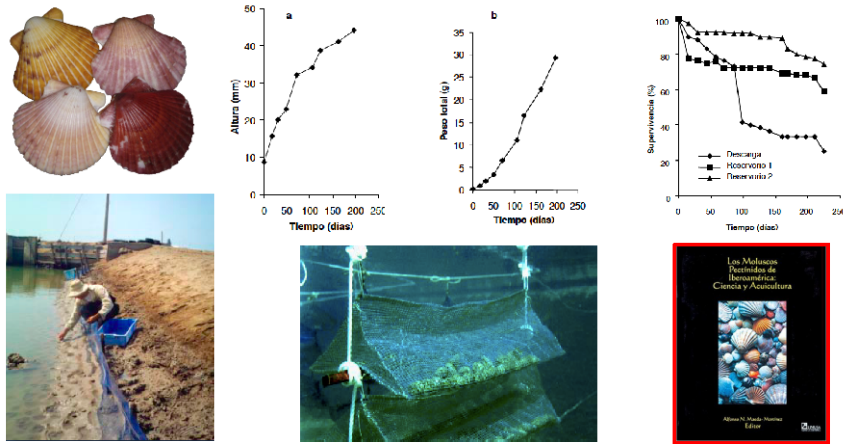 a
Altura (mm)
50
40
30
20
10
0
0 50 100 150 200 250
Tiempo (días)
b
Peso total (g)
35
30
25
20
15
10
5
0
0 50 100 150 200 250
Tiempo (días)
Supervivencia (%)
100
80
60
40
20
0
Descarga
Reservorio 1
Reservorio 2
0 50 100 150 200 250
Tiempo (días)
Los Moluscos
Pectínidos de
Iberoamérica:
Ciencia y Acuicultura
Alfonso N. Maeda-Martínez
Editor